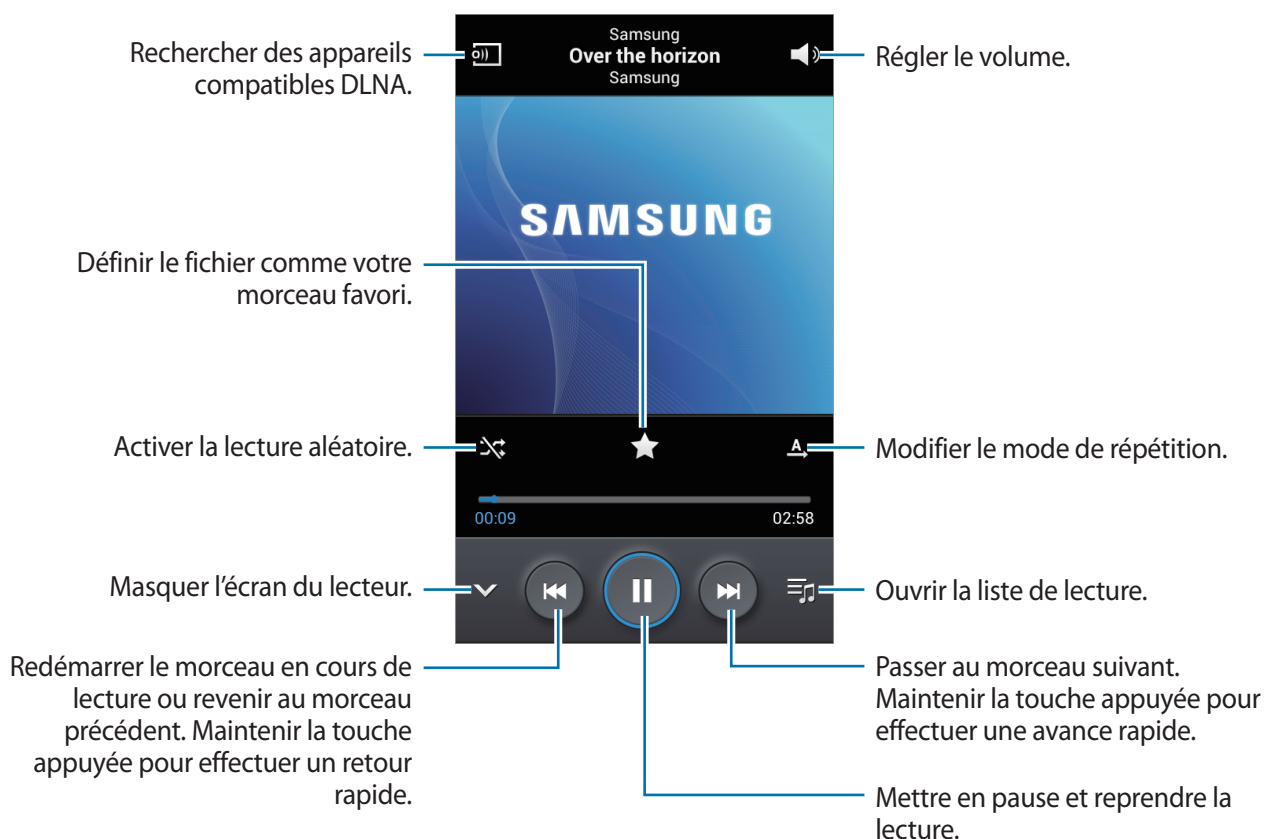 Rechercher des appareils
compatibles DLNA.
Samsung
Over the horizon
Samsung
Régler le volume.
SAMSUNG
Définir le fichier comme votre
morceau favori.
Activer la lecture aléatoire.
A
Modifier le mode de répétition.
00:09
02:58
Masquer l’écran du lecteur.
Ouvrir la liste de lecture.
Redémarrer le morceau en cours de
lecture ou revenir au morceau
précédent. Maintenir la touche
appuyée pour effectuer un retour
rapide.
Passer au morceau suivant.
Maintenir la touche appuyée pour
effectuer une avance rapide.
Mettre en pause et reprendre la
lecture.